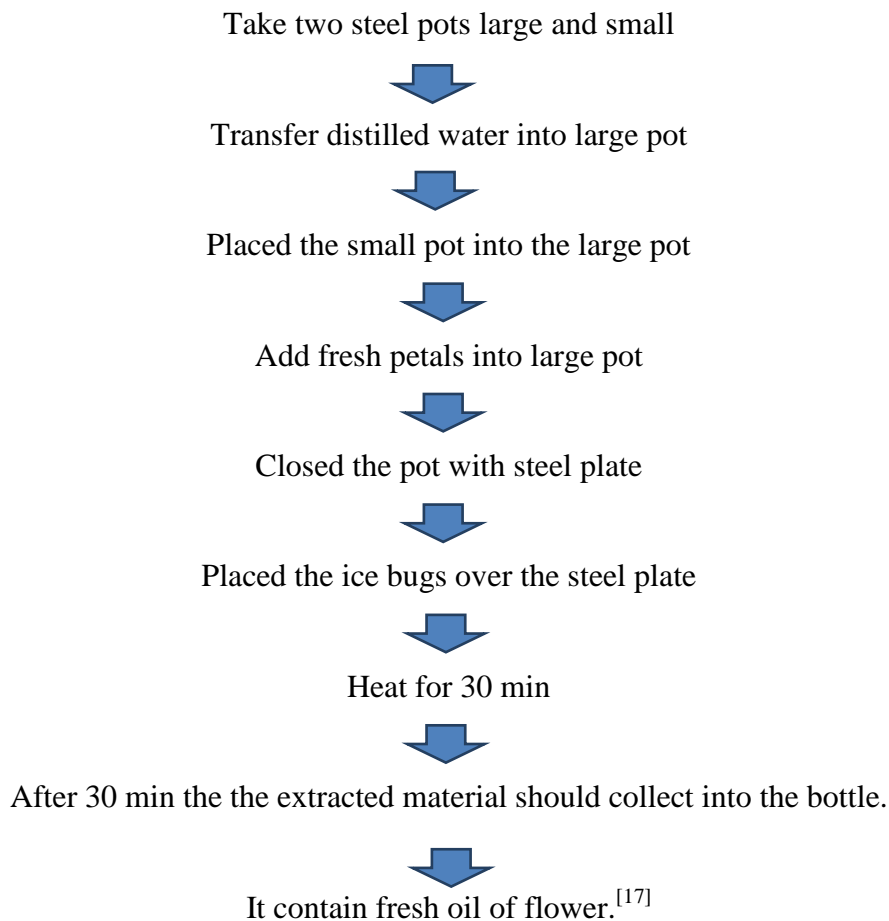 Take two steel pots large and small
Transfer distilled water into large pot
Placed the small pot into the large pot
Add fresh petals into large pot
Closed the pot with steel plate
Placed the ice bugs over the steel plate
Heat for 30 min
After 30 min the the extracted material should collect into the bottle.
It contain fresh oil of flower.[17]